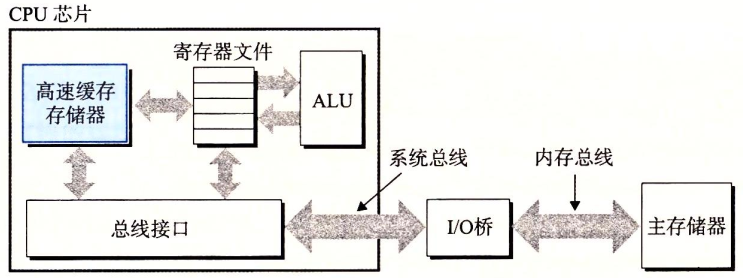 CPU 芯片
寄存器文件
高速缓存
存储器
ALU
系统总线
内存总线
总线接口
I/O桥
主存储器